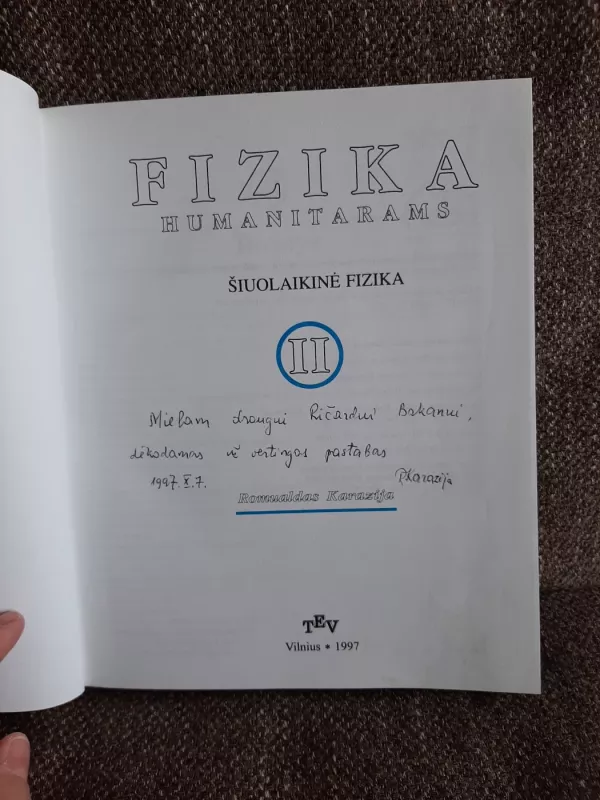 FIZIKA
HUMANITARAMS
ŠIUOLAIKINĖ FIZIKA
II
Mielam draugui Ričardui
dėkodamas už vertingas pastabas
1997.X.7. RKarazija
Romualdas Karazija
TEV
Vilnius • 1997